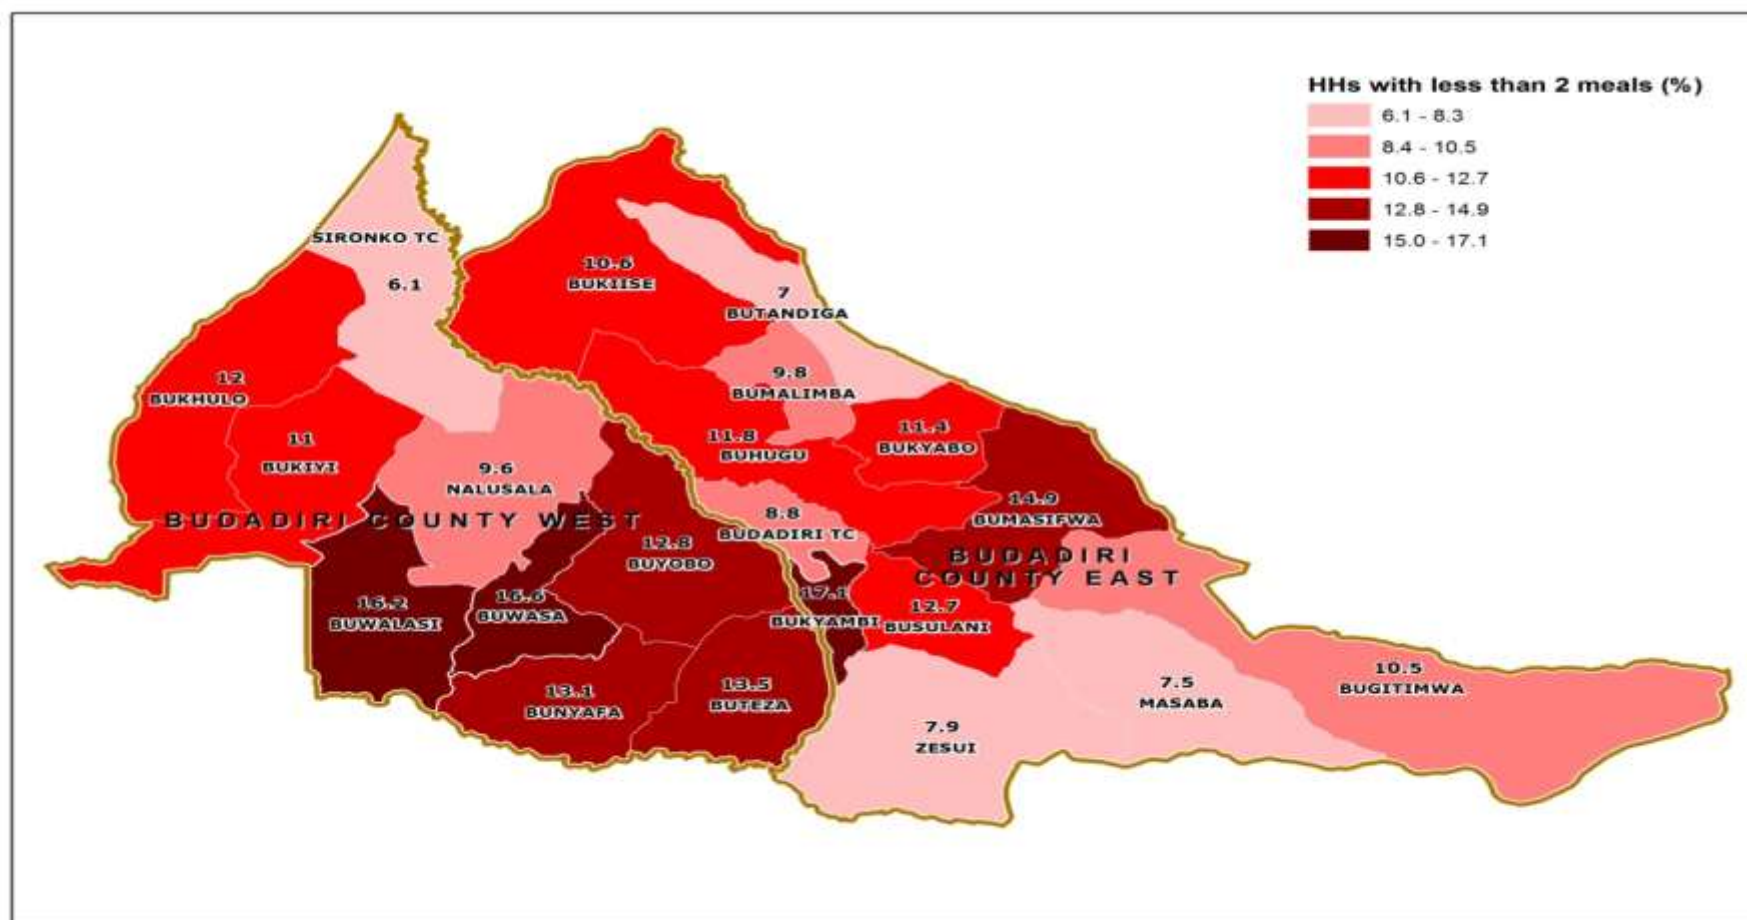 HHs with less than 2 meals (%)
6.1 - 8.3
8.4 - 10.5
10.6 - 12.7
12.8 - 14.9
15.0 - 17.1
SIRONKO TC
6.1
10.6
BUKIISE
7
BUTANDIGA
12
BUKHULO
9.8
BUMALIMBA
11
BUKIYI
11.8
BUHUGU
11.4
BUKYABO
9.6
NALUSALA
14.9
BUMASIFWA
BUDADIRI COUNTY WEST
8.8
BUDADIRI TC
12.8
BUYOBO
BUDADIRI
COUNTY EAST
16.2
BUWALASI
16.6
BUWASA
17.1
BUKYAMBI
12.7
BUSULANI
13.1
BUNYAFA
13.5
BUTEZA
7.5
MASABA
10.5
BUGITIMWA
7.9
ZESUI